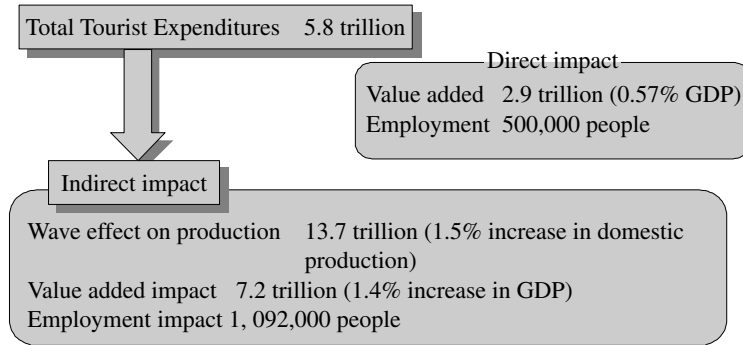 Total Tourist Expenditures 5.8 trillion
Direct impact
Value added 2.9 trillion (0.57% GDP)
Employment 500,000 people
Indirect impact
Wave effect on production 13.7 trillion (1.5% increase in domestic
production)
Value added impact 7.2 trillion (1.4% increase in GDP)
Employment impact 1, 092,000 people